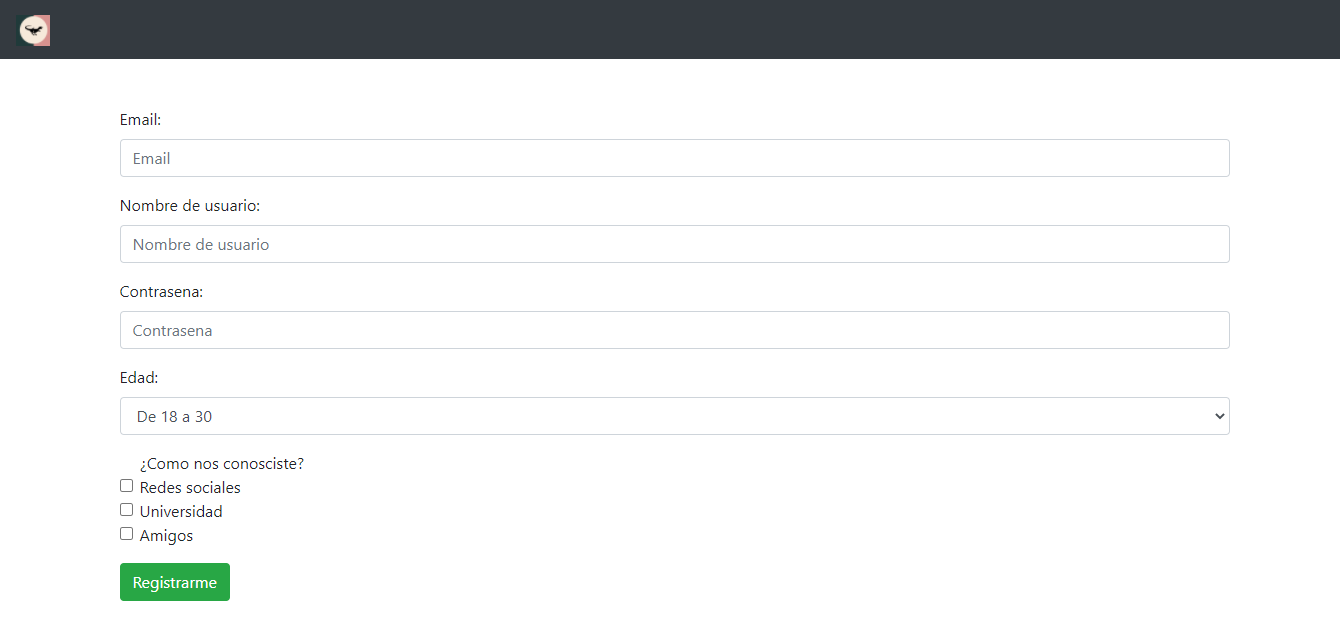 Email:
Email
Nombre de usuario:
Nombre de usuario
Contrasena:
Contrasena
Edad:
De 18 a 30
¿Como nos conosciste?
Redes sociales
Universidad
Amigos
Registrarme